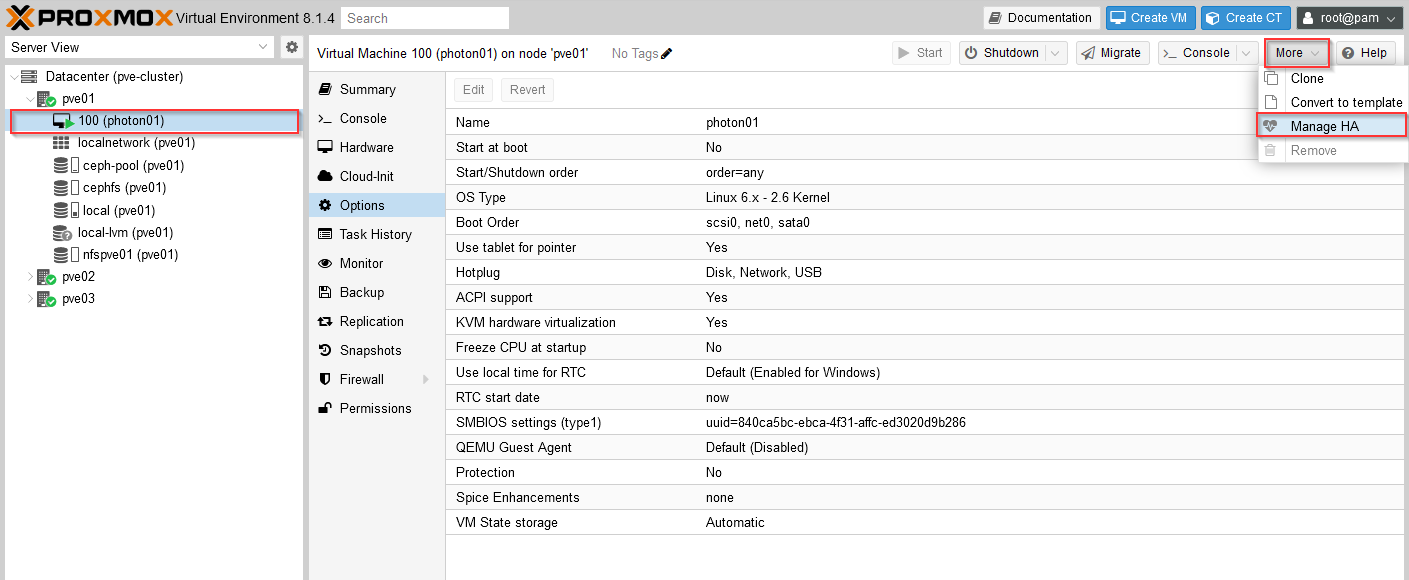 PROXMOX Virtual Environment 8.1.4 Search Documentation Create VM Create CT root@pam
Server View
Datacenter (pve-cluster)
pve01
100 (photon01)
localnetwork (pve01)
ceph-pool (pve01)
cephfs (pve01)
local (pve01)
local-lvm (pve01)
nfspve01 (pve01)
pve02
pve03
Virtual Machine 100 (photon01) on node 'pve01' No Tags Start Shutdown Migrate Console More Help
Clone
Convert to template
Manage HA
Remove
Summary
Console
Hardware
Cloud-Init
Options
Task History
Monitor
Backup
Replication
Snapshots
Firewall
Permissions
Edit Revert
Name photon01
Start at boot No
Start/Shutdown order order=any
OS Type Linux 6.x - 2.6 Kernel
Boot Order scsi0, net0, sata0
Use tablet for pointer Yes
Hotplug Disk, Network, USB
ACPI support Yes
KVM hardware virtualization Yes
Freeze CPU at startup No
Use local time for RTC Default (Enabled for Windows)
RTC start date now
SMBIOS settings (type1) uuid=840ca5bc-ebca-4f31-affc-ed3020d9b286
QEMU Guest Agent Default (Disabled)
Protection No
Spice Enhancements none
VM State storage Automatic